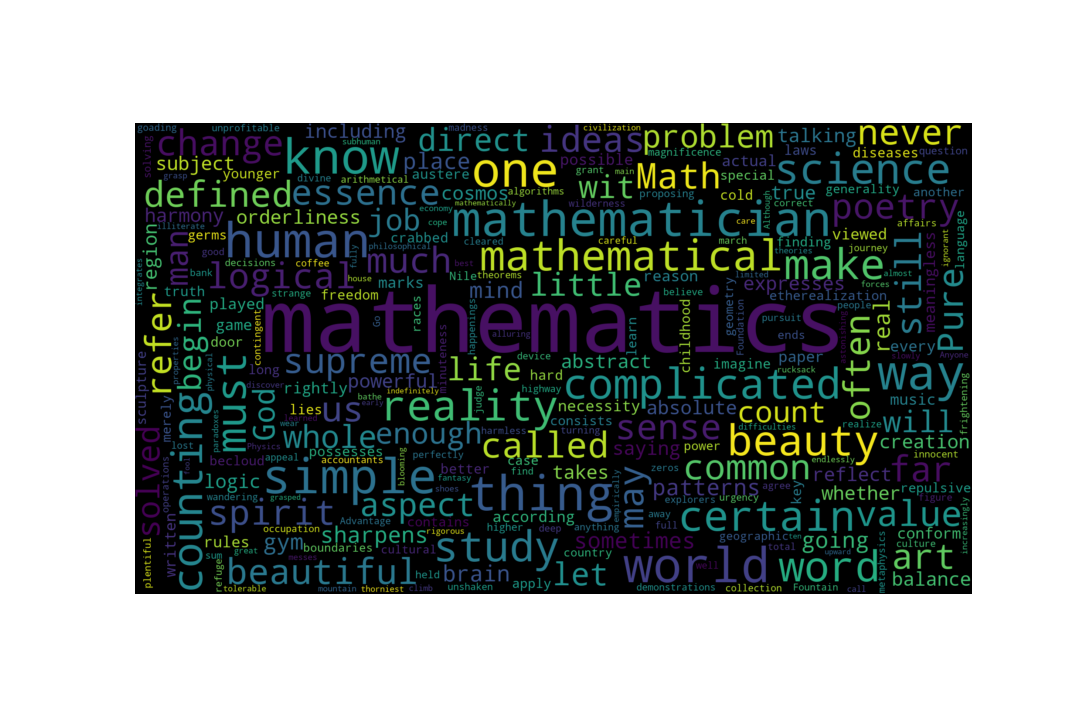 goading
unprofitable
including
madness
civilization
change
direct
ideas
problem
talking
never
solving
subject
know
place
one
possible
magnificence
actual
laws
diseases
question
grasp
younger
divine
subhuman
austere
grant
main
wit
Math
special
science
defined
essence
arithmetical
cosmos
algorithms
proposing
cold
true
generality
another
harmony
orderliness
job
economy
mathematically
wilderness
Although
correct
poetry
illiterate
cope
mathematician
care
affairs
germs
human
crabbed
cleared
careful
march
finding
viewed
ignorant
language
region
man
good
philosophical
much
mathematical
theories
journey
still
decisions
coffee
fully
Nile
theorems
little
reason
limited
make
almost
integrates
bank
logical
house
marks
mind
believe
expresses
forces
meaningless
Pure
truth
strange
freedom
etherealization
refer
played
contingent
mathematics
Go
races
happenings
alluring
learn
childhood
geometry
Foundation
pursuit
people
real
game
door
minuteness
ends
every
slowly
Anyone
sculpture
begin
properties
physical
long
supreme
life
device
turning
abstract
imagine
paper
music
way
must
God
discover
rightly
powerful
hard
rucksack
often
frightening
lies
us
indefinitely
bathe
early
judge
highway
complicated
counting
paradoxes
wear
reality
necessity
absolute
count
realize
will
merely
learned
whole
enough
harmless
consists
sense
difficulties
solved
lost
becloud
appeal
possesses
perfectly
called
saying
power
beauty
creation
operations
fool
accountants
blooming
better
case
zeros
endlessly
innocent
logic
simple
fantasy
find
takes
common
reflect
far
wandering
grasped
shoes
thing
empirically
may
patterns
agree
key
whether
repulsive
written
spirit
aspect
contains
according
away
explorers
urgency
figure
plentiful
occupation
Advantage
rigorous
higher
deep
anything
full
certain
value
increasingly
rules
gym
sharpens
study
sometimes
geographic
ten
going
conform
sum
great
boundaries
cultural
country
total
upward
metaphysics
culture
refuge
messes
beautiful
held
brain
let
world
well
word
art
tolerable
mountain
thorniest
climb
unshaken
apply
demonstrations
collection
Fountain
call
balance
best
Physics